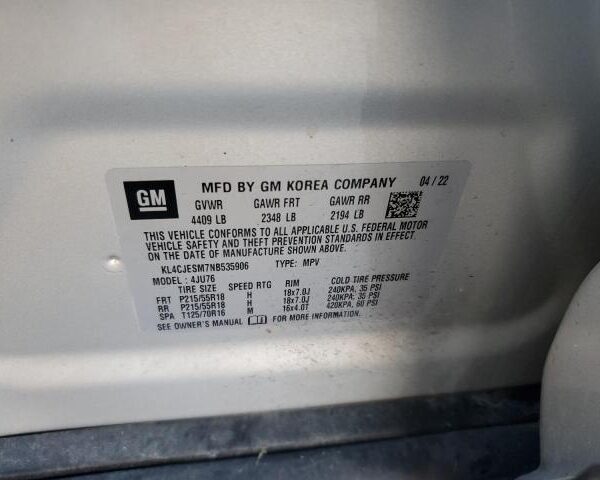 GM MFD BY GM KOREA COMPANY 04 / 22
GVWR GAWR FRT GAWR RR
4409 LB 2348 LB 2194 LB
THIS VEHICLE CONFORMS TO ALL APPLICABLE U.S. FEDERAL MOTOR
VEHICLE SAFETY AND THEFT PREVENTION STANDARDS IN EFFECT ON
THE DATE OF MANUFACTURE SHOWN ABOVE.
KL4CJESM7NB535906 TYPE: MPV
MODEL : 4JU76
TIRE SIZE SPEED RTG RIM COLD TIRE PRESSURE
FRT P215/55R18 H 18x7.0J 240KPA, 35 PSI
RR P215/55R18 H 18x7.0J 240KPA, 35 PSI
SPA T125/70R16 M 16x4.0T 420KPA, 60 PSI
SEE OWNER'S MANUAL FOR MORE INFORMATION